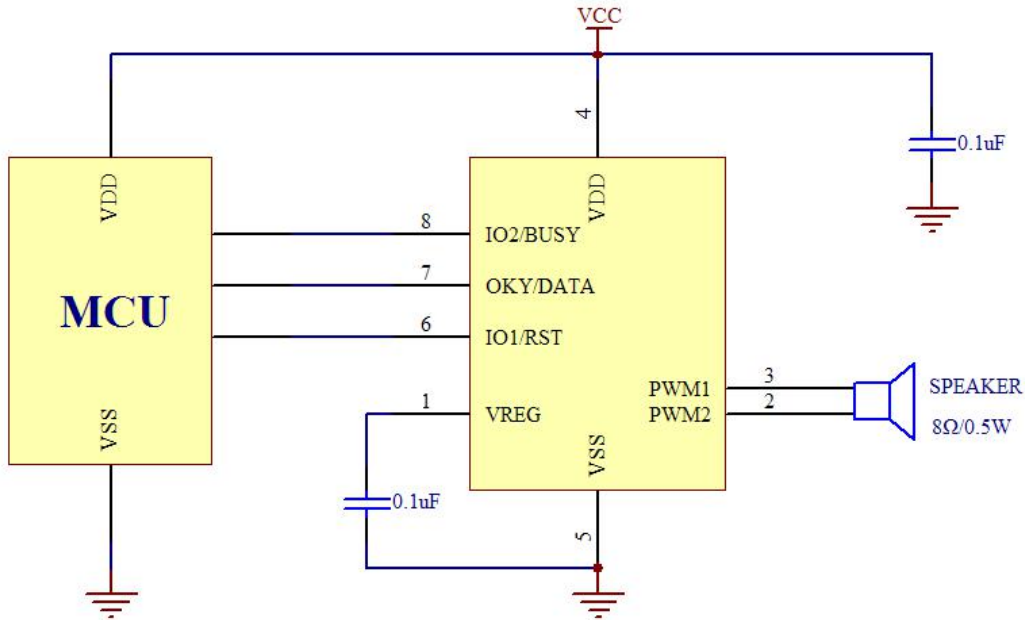 VCC
4
0.1uF
VDD
VDD
8
IO2/BUSY
7
OKY/DATA
MCU
6
IO1/RST
3
PWM1
SPEAKER
1
VREG
2
PWM2
8Ω/0.5W
VSS
VSS
0.1uF
5